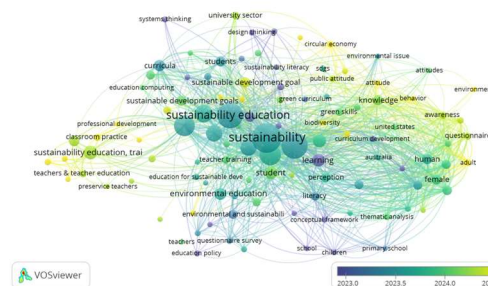 systems thinking
university sector
design thinking
circular economy
curricula
students
sustainability literacy
environmental issue
sdgs
public attitude
attitude
attitudes
education computing
sustainable development goal
sustainable development goals
green curriculum
knowledge
behavior
environmen
green skills
sustainability education
biodiversity
awareness
professional development
united states
classroom practice
sustainability
curriculum development
questionnaire
sustainability education, trai
teacher training
learning
australia
human
adult
teachers & teacher education
student
perception
education for sustainable deve
female
preservice teachers
environmental education
literacy
environmental and sustainabili
conceptual framework
thematic analysis
teachers
questionnaire survey
education policy
school
children
primary school
VOSviewer
2023.0
2023.5
2024.0
2024.5